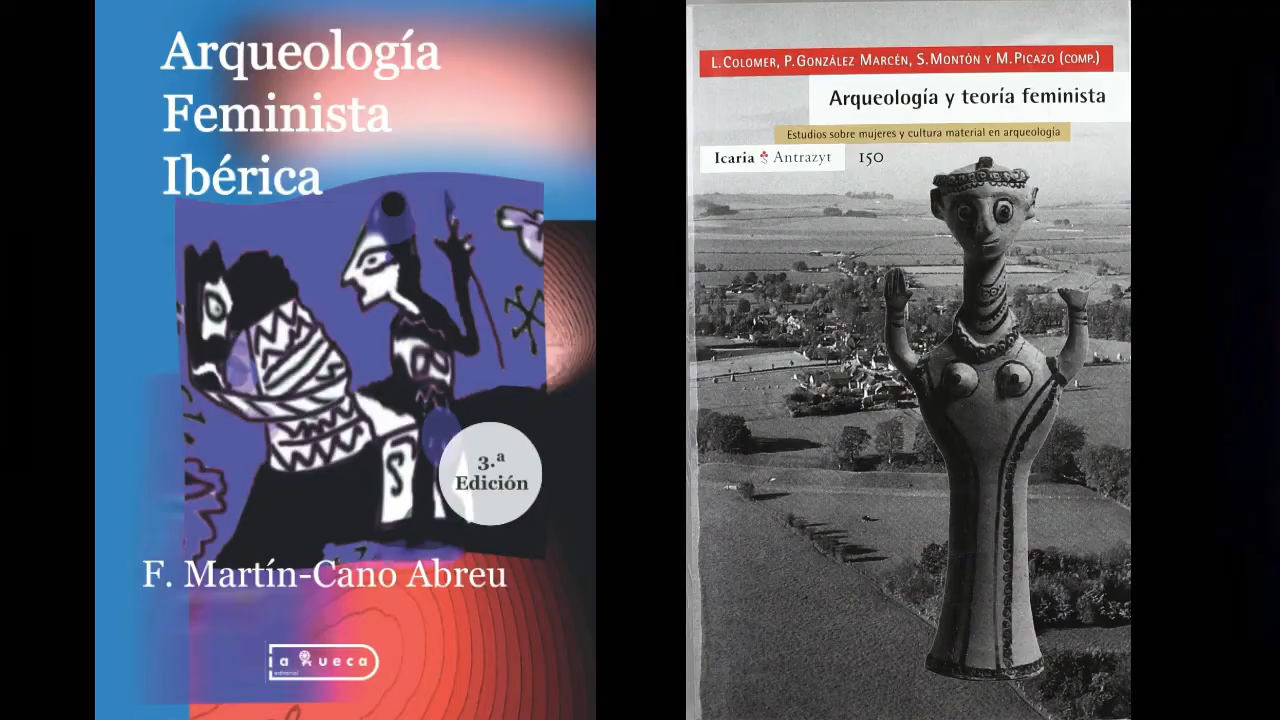 Arqueología
Feminista
Ibérica
3.ª
Edición
F. Martín-Cano Abreu
la Rueca
editorial
L. COLOMER, P. GONZÁLEZ MARCÉN, S. MONTÓN Y M. PICAZO (COMP.)
Arqueología y teoría feminista
Estudios sobre mujeres y cultura material en arqueología
Icaria Antrazyt 150